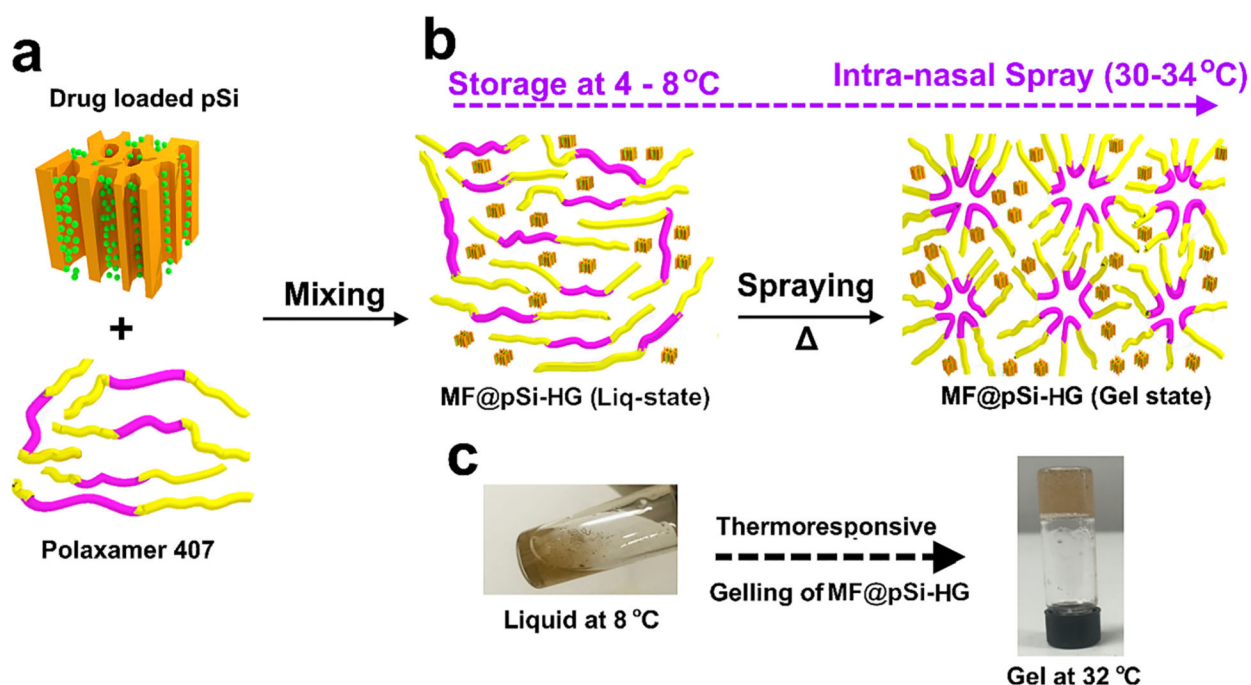 a
Drug loaded pSi
+
Polaxamer 407
Mixing
b
Storage at 4 - 8 °C
Intra-nasal Spray (30-34 °C)
MF@pSi-HG (Liq-state)
Spraying
Δ
MF@pSi-HG (Gel state)
c
Liquid at 8 °C
Thermoresponsive
Gelling of MF@pSi-HG
Gel at 32 °C